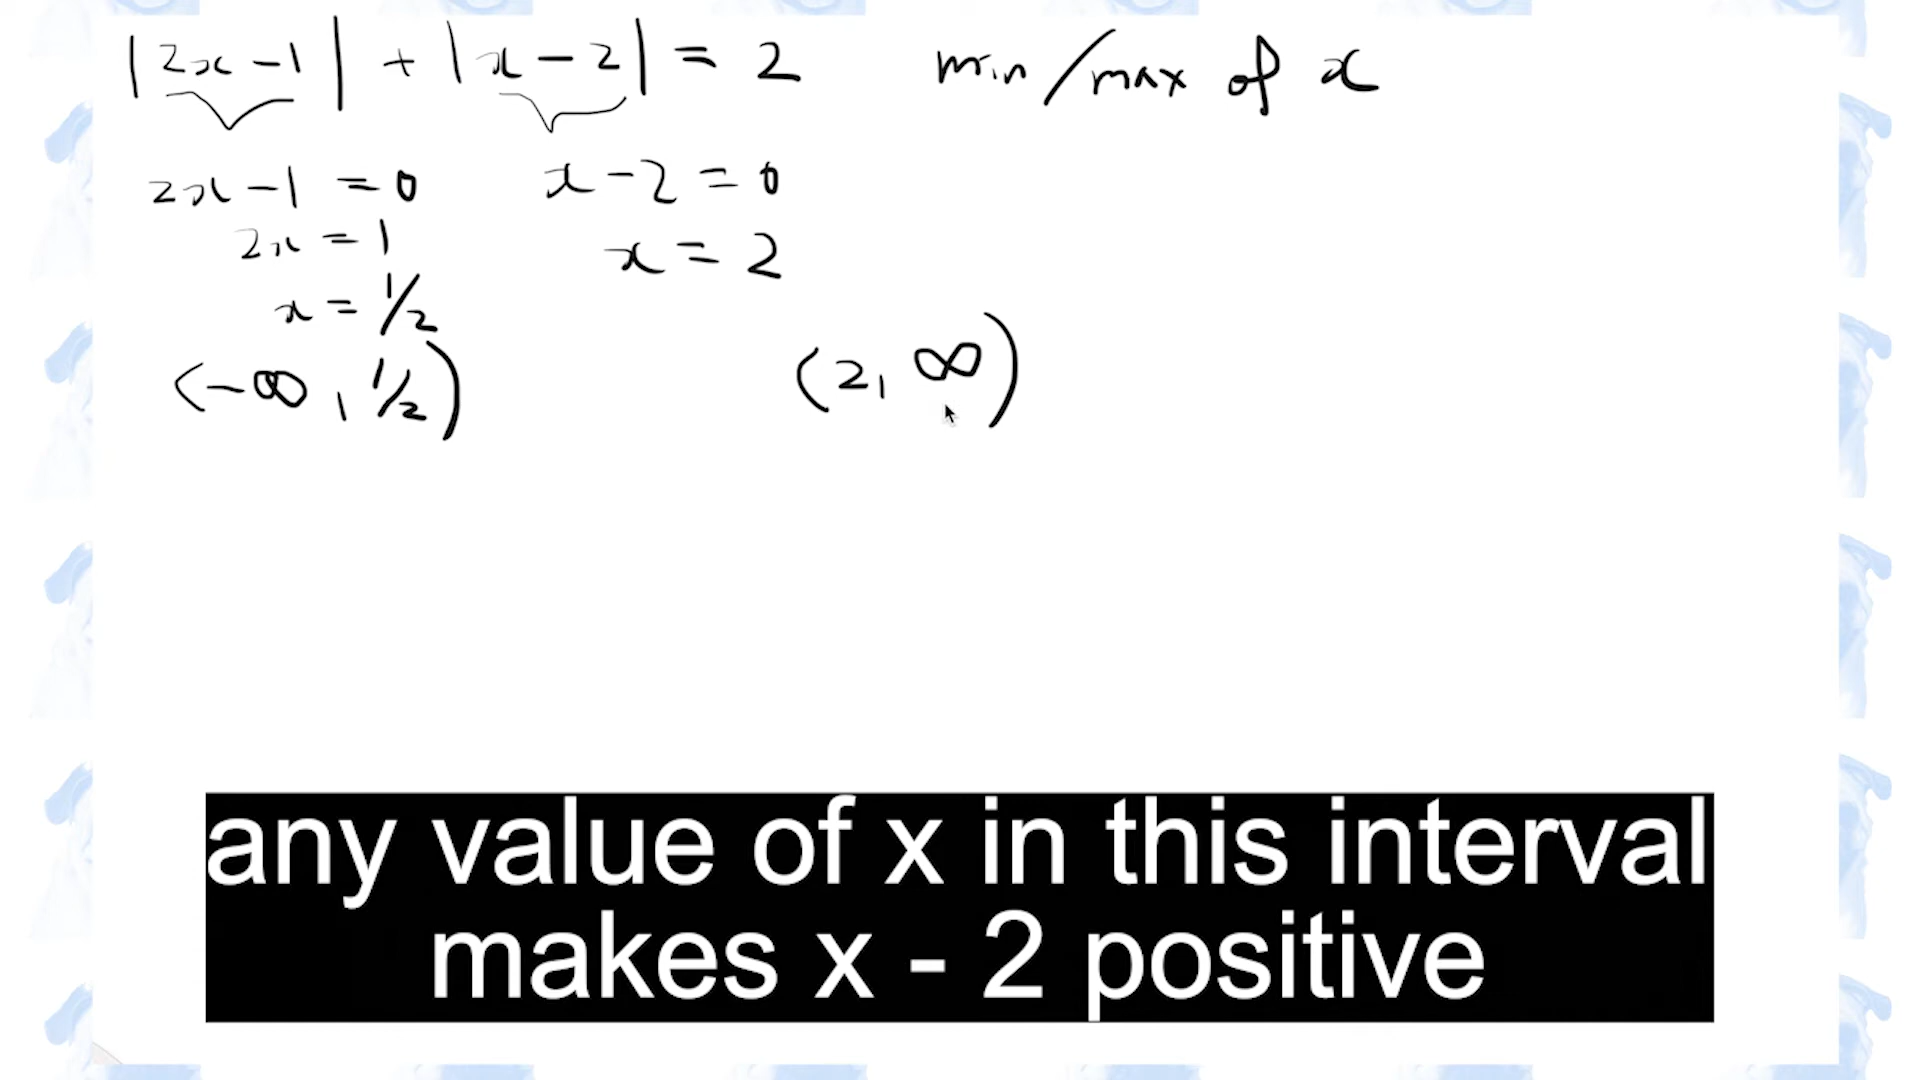 |2x-1| + |x-2| = 2 min/max of x
2x-1 = 0 x-2 = 0
2x = 1 x = 2
x = 1/2
(-∞, 1/2) (2, ∞)
any value of x in this interval
makes x - 2 positive